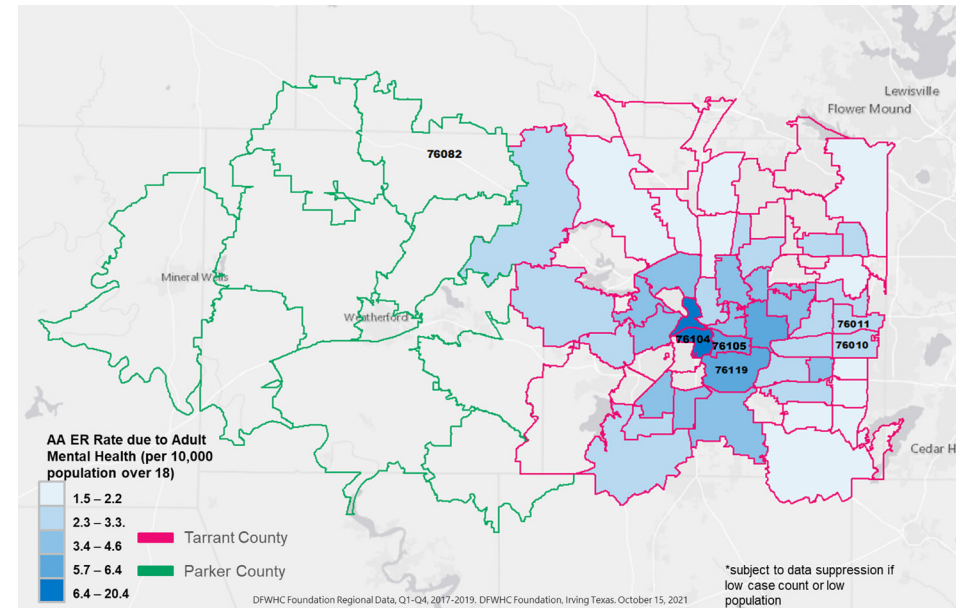 Lewisville
Flower Mound
76082
Mineral Wells
Weatherford
76011
76104
76105
76010
76119
AA ER Rate due to Adult
Mental Health (per 10,000
population over 18)
1.5 – 2.2
2.3 – 3.3.
3.4 – 4.6
5.7 – 6.4
6.4 – 20.4
Tarrant County
Parker County
Cedar H
*subject to data suppression if
low case count or low
population
DFWHC Foundation Regional Data, Q1-Q4, 2017-2019. DFWHC Foundation, Irving Texas. October 15, 2021